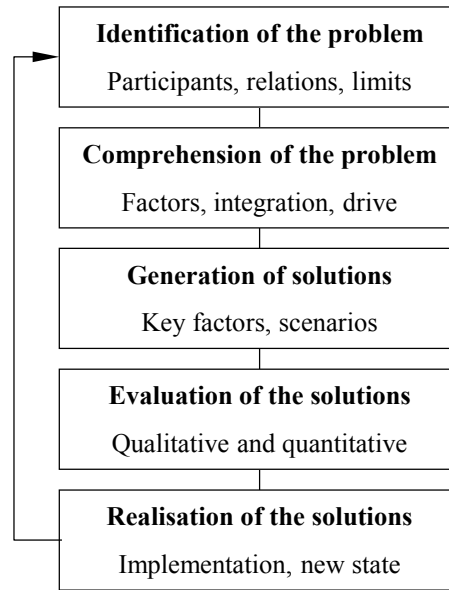 Identification of the problem
Participants, relations, limits
Comprehension of the problem
Factors, integration, drive
Generation of solutions
Key factors, scenarios
Evaluation of the solutions
Qualitative and quantitative
Realisation of the solutions
Implementation, new state